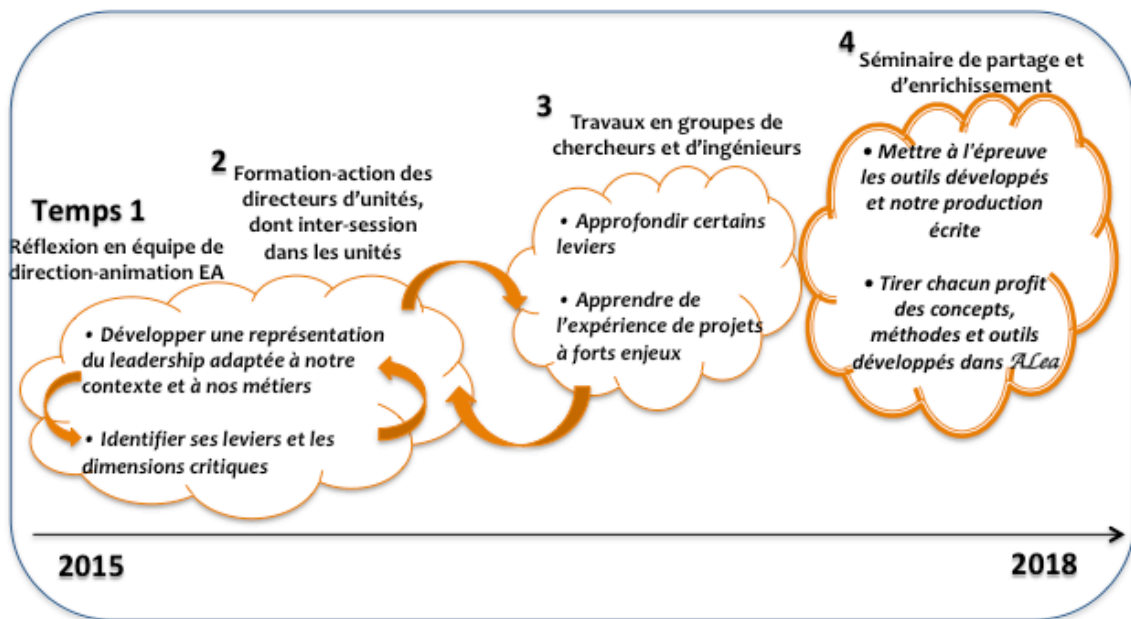 Temps 1
Réflexion en équipe de
direction-animation EA
2
Formation-action des
directeurs d'unités,
dont inter-session
dans les unités
• Développer une représentation
du leadership adaptée à notre
contexte et à nos métiers
• Identifier ses leviers et les
dimensions critiques
3
Travaux en groupes de
chercheurs et d'ingénieurs
• Approfondir certains
leviers
• Apprendre de
l'expérience de projets
à forts enjeux
4
Séminaire de partage et
d'enrichissement
• Mettre à l'épreuve
les outils développés
et notre production
écrite
• Tirer chacun profit
des concepts,
méthodes et outils
développés dans ALea
2015
2018